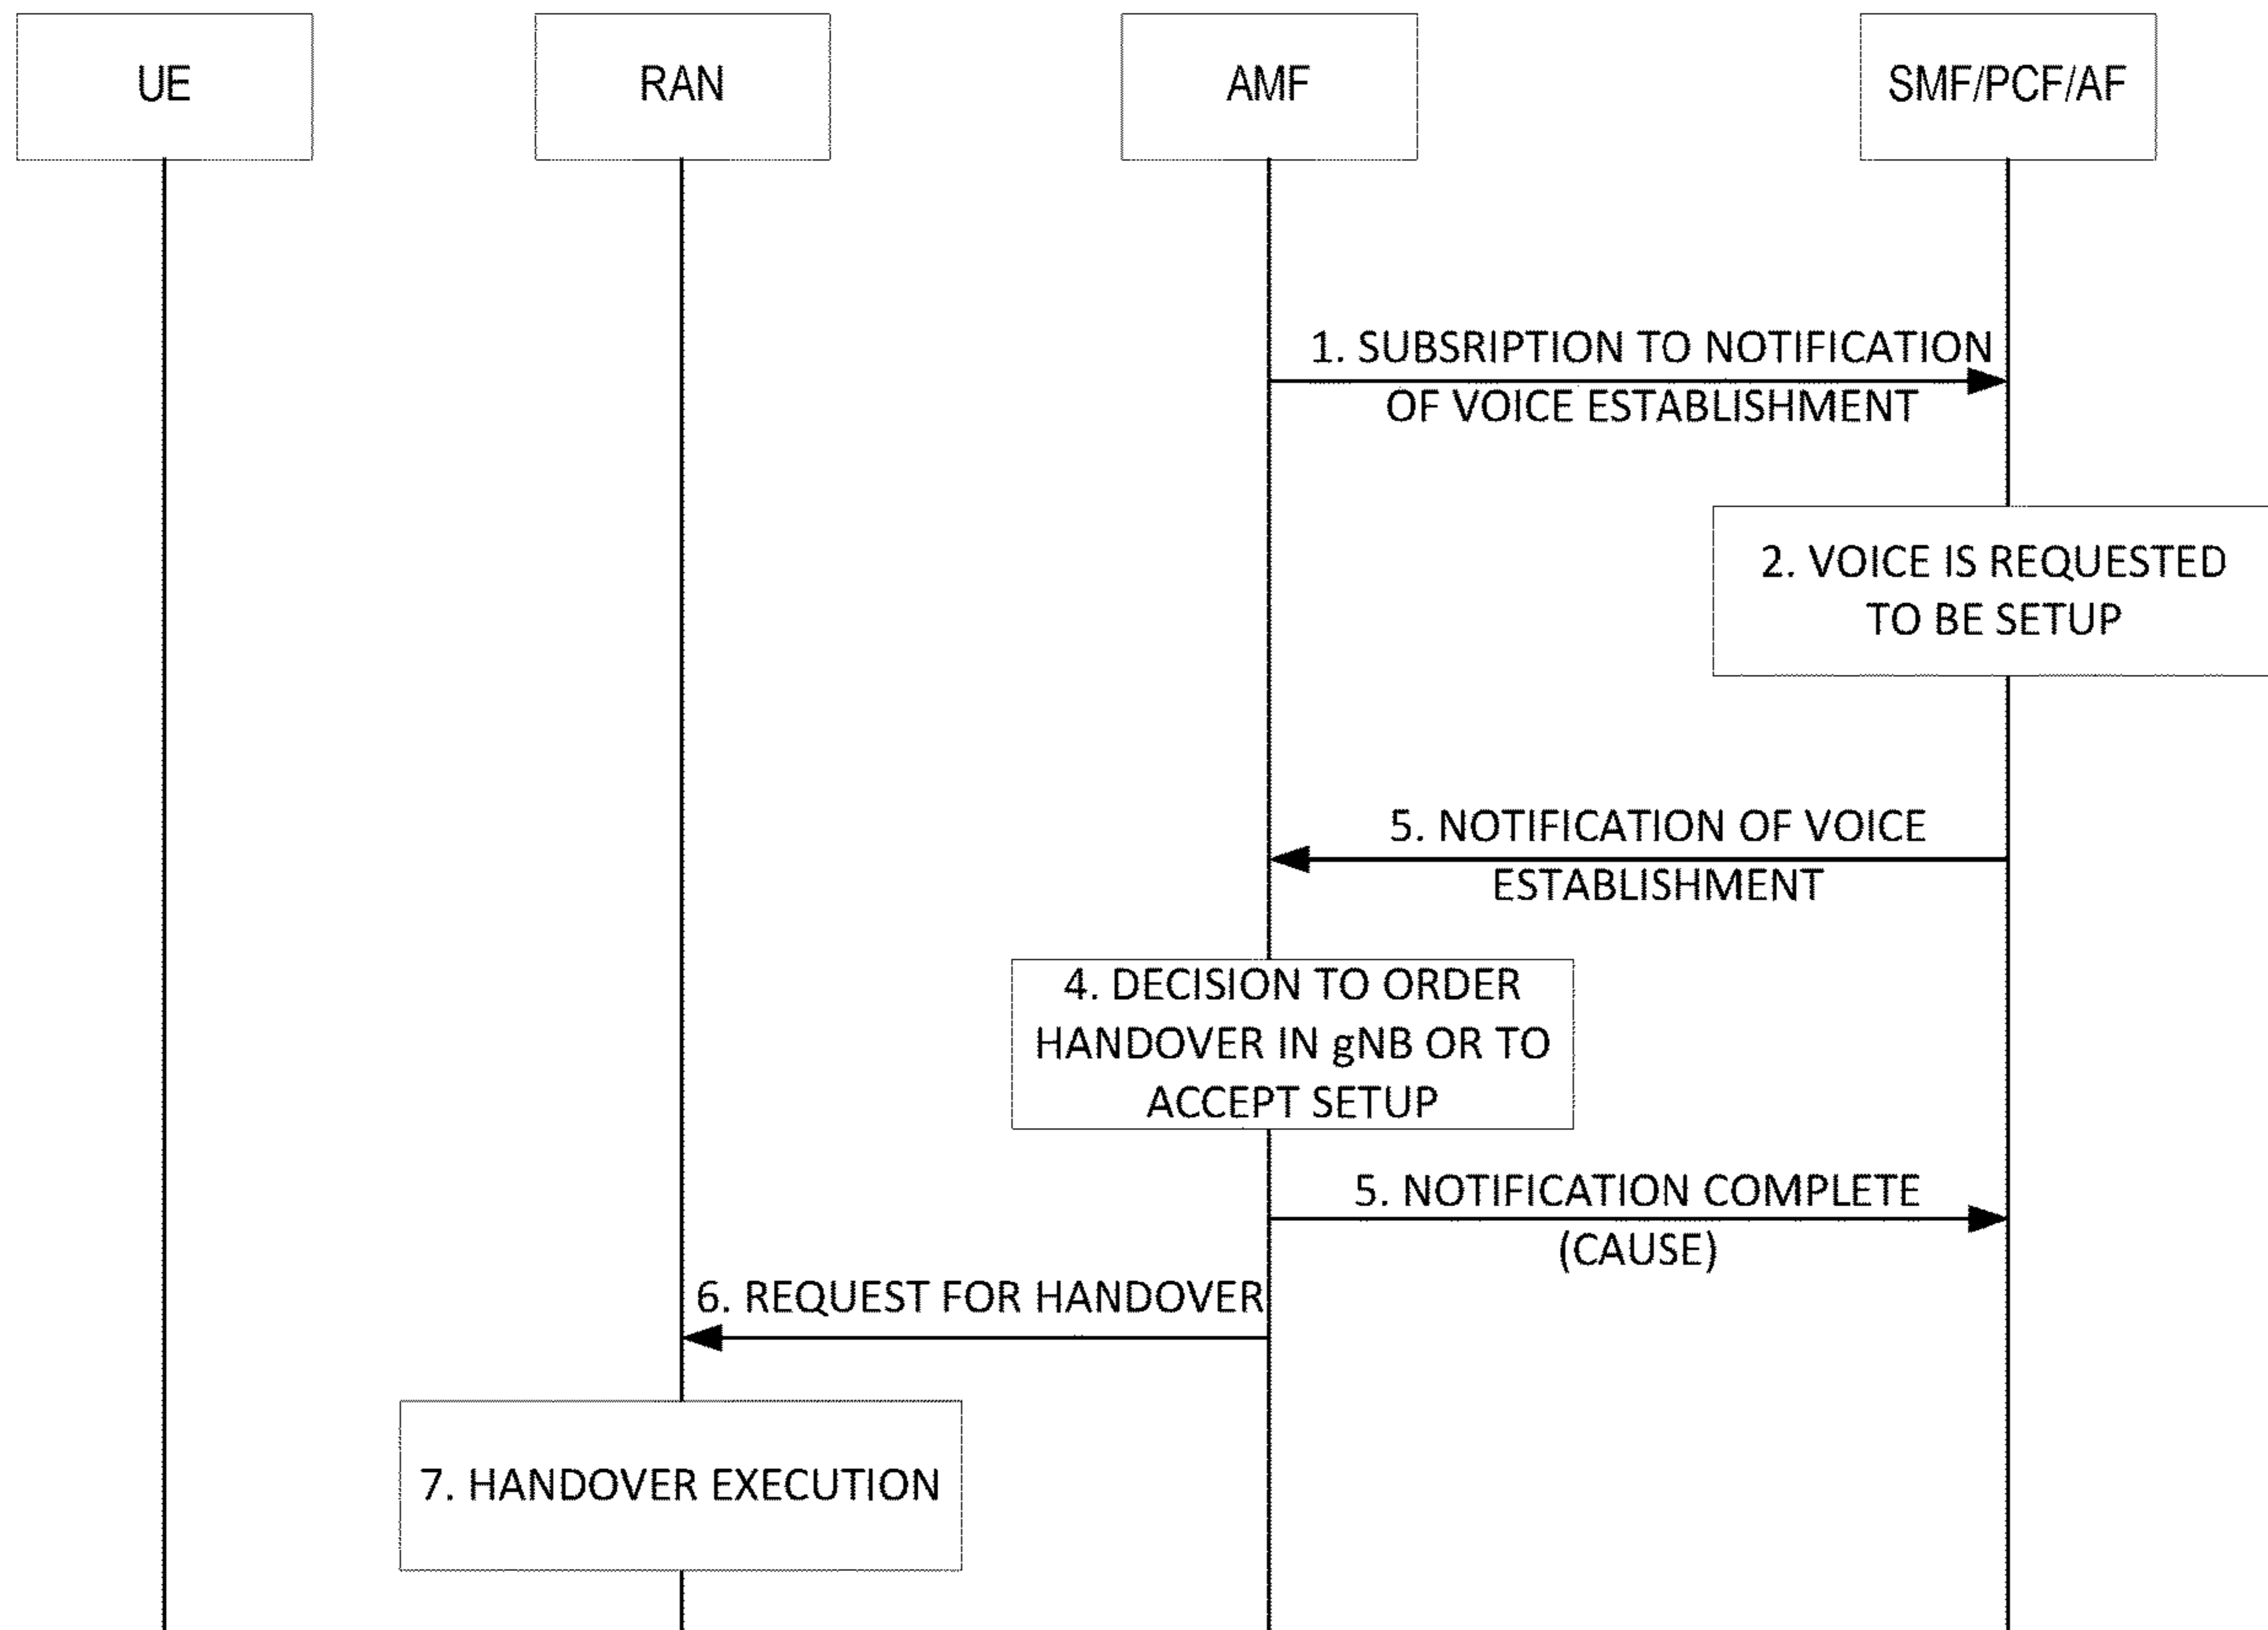 UE
RAN
AMF
SMF/PCF/AF
1. SUBSRIPTION TO NOTIFICATION
OF VOICE ESTABLISHMENT
2. VOICE IS REQUESTED
TO BE SETUP
5. NOTIFICATION OF VOICE
ESTABLISHMENT
4. DECISION TO ORDER
HANDOVER IN gNB OR TO
ACCEPT SETUP
5. NOTIFICATION COMPLETE
(CAUSE)
6. REQUEST FOR HANDOVER
7. HANDOVER EXECUTION